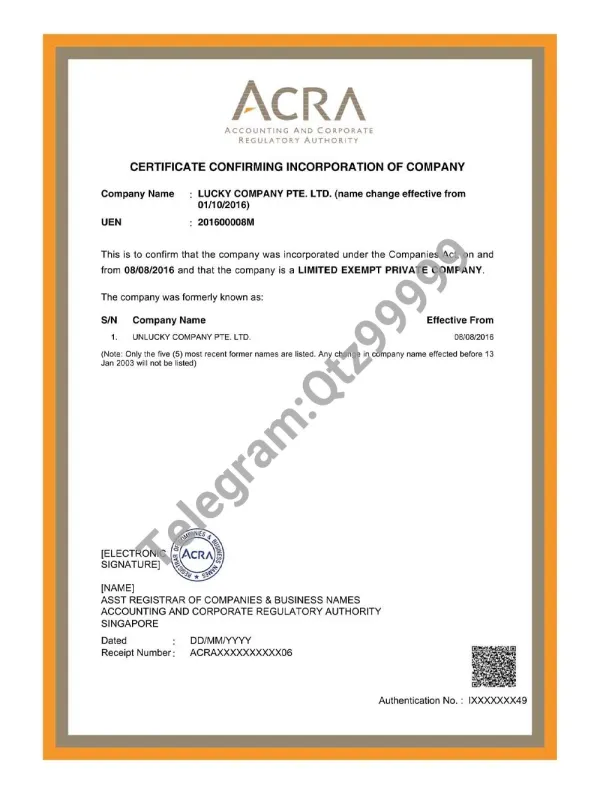 ACRA
ACCOUNTING AND CORPORATE
REGULATORY AUTHORITY
CERTIFICATE CONFIRMING INCORPORATION OF COMPANY
Company Name : LUCKY COMPANY PTE. LTD. (name change effective from
01/10/2016)
UEN : 201600008M
This is to confirm that the company was incorporated under the Companies Act, on and
from 08/08/2016 and that the company is a LIMITED EXEMPT PRIVATE COMPANY.
The company was formerly known as:
S/N Company Name Effective From
1. UNLUCKY COMPANY PTE. LTD. 08/08/2016
(Note: Only the five (5) most recent former names are listed. Any change in company name effected before 13
Jan 2003 will not be listed)
Telegram:Qtz99999
[ELECTRONIC
SIGNATURE]
REGISTRAR OF COMPANIES & BUSINESS NAMES
ACRA
[NAME]
ASST REGISTRAR OF COMPANIES & BUSINESS NAMES
ACCOUNTING AND CORPORATE REGULATORY AUTHORITY
SINGAPORE
Dated : DD/MM/YYYY
Receipt Number : ACRAXXXXXXXXXX06
Authentication No. : IXXXXXXX49